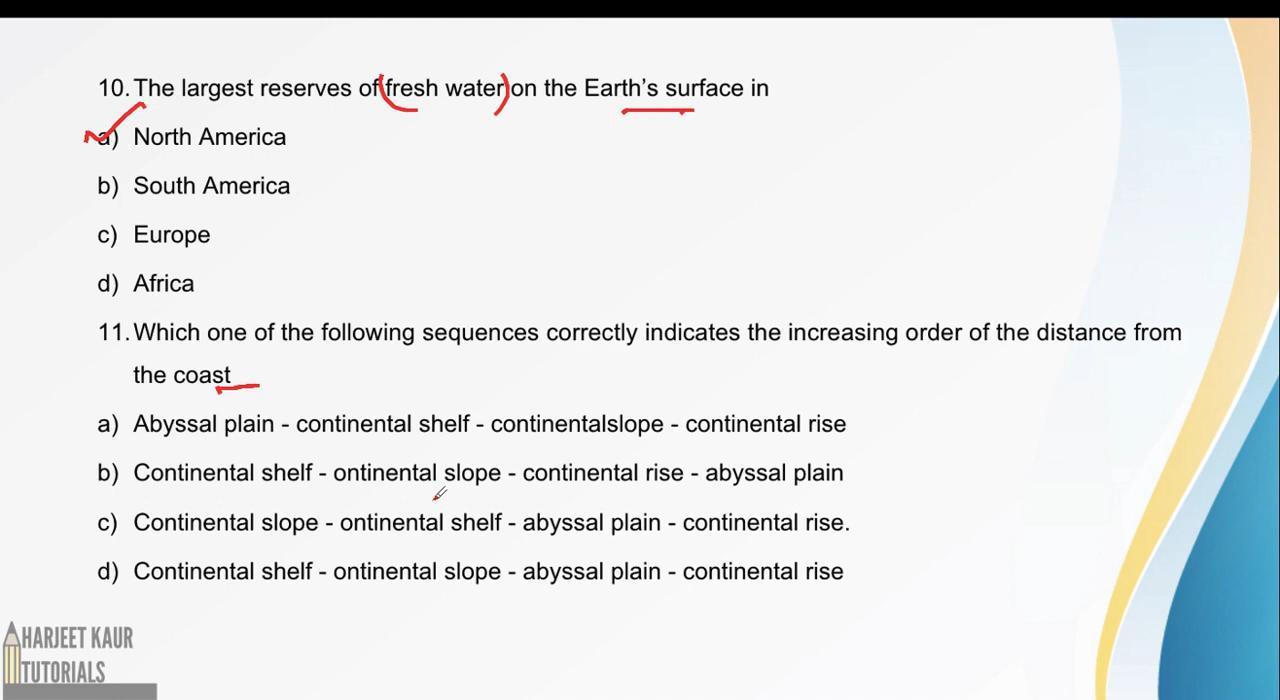 10. The largest reserves of fresh water on the Earth's surface in
a) North America
b) South America
c) Europe
d) Africa
11. Which one of the following sequences correctly indicates the increasing order of the distance from
the coast
a) Abyssal plain - continental shelf - continentalslope - continental rise
b) Continental shelf - ontinental slope - continental rise - abyssal plain
c) Continental slope - ontinental shelf - abyssal plain - continental rise.
d) Continental shelf - ontinental slope - abyssal plain - continental rise
HARJEET KAUR
TUTORIALS